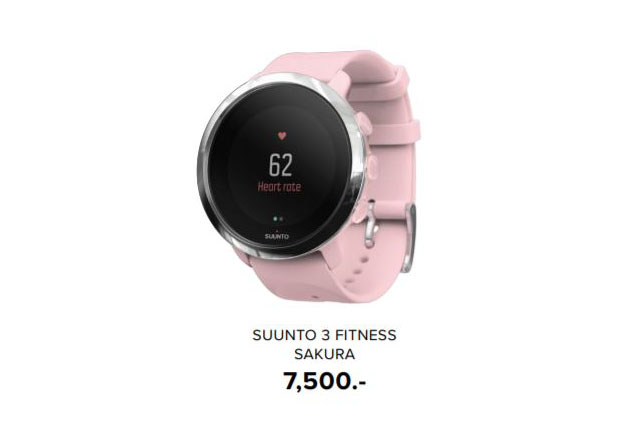 62
Heart rate
SUUNTO
SUUNTO 3 FITNESS
SAKURA
7,500.-